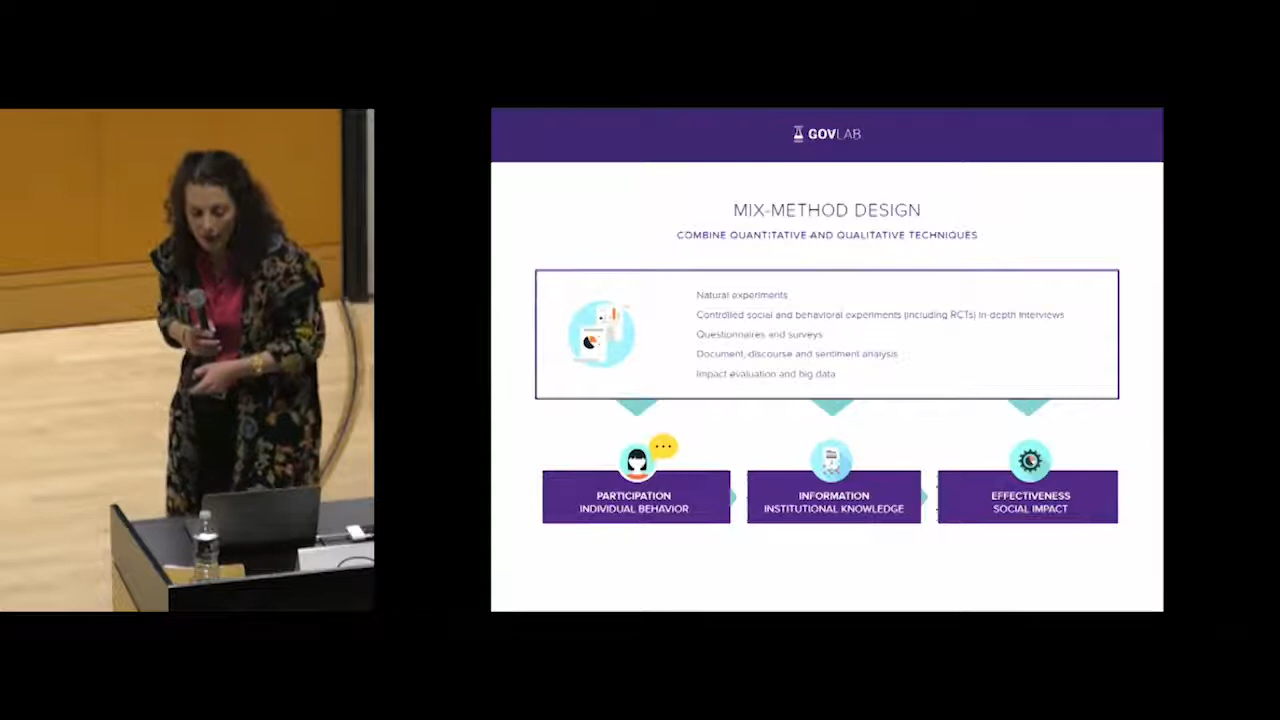 GOVLAB
MIX-METHOD DESIGN
COMBINE QUANTITATIVE AND QUALITATIVE TECHNIQUES
Natural experiments
Controlled social and behavioral experiments (including RCTs) In-depth Interviews
Questionnaires and surveys
Document, discourse and sentiment analysis
Impact evaluation and big data
PARTICIPATION
INDIVIDUAL BEHAVIOR
INFORMATION
INSTITUTIONAL KNOWLEDGE
EFFECTIVENESS
SOCIAL IMPACT